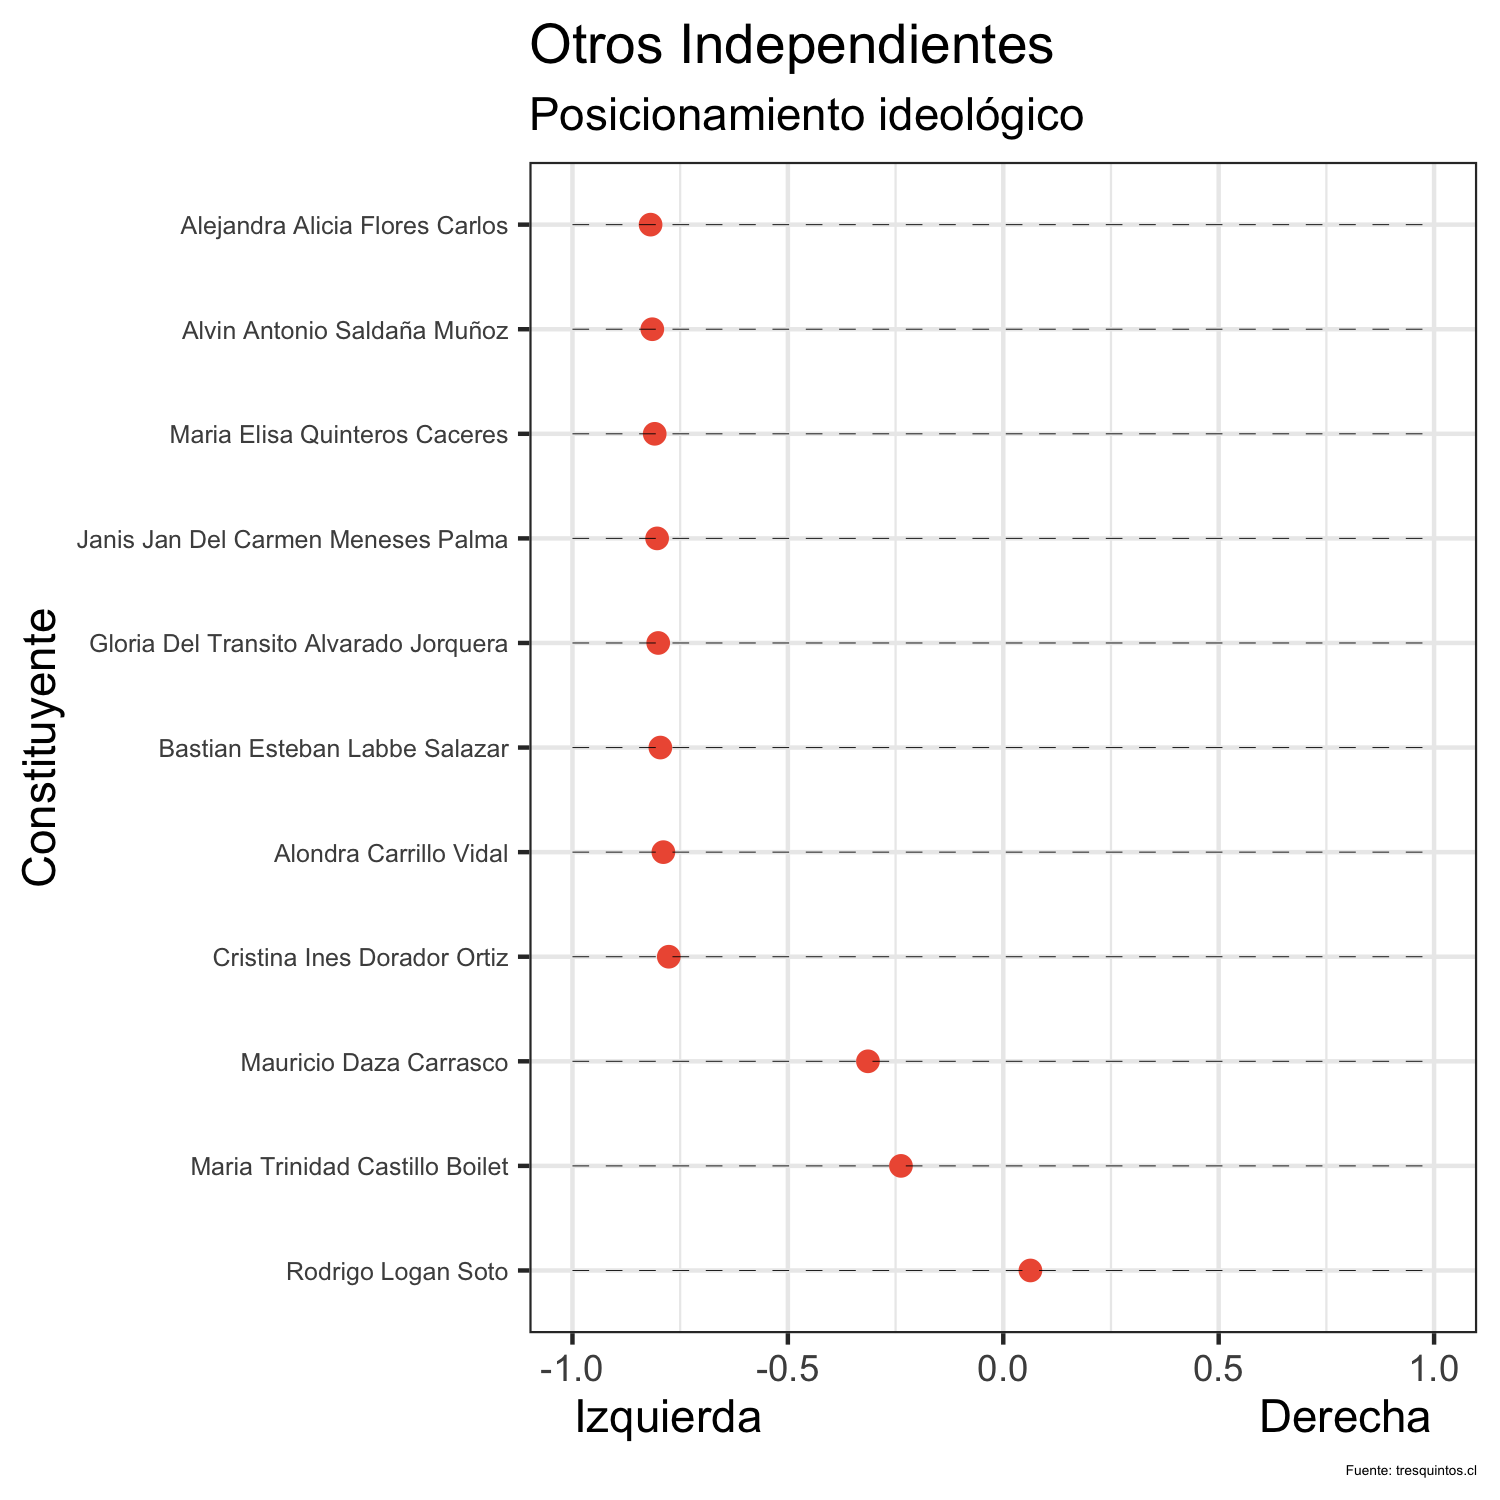 Otros Independientes
Posicionamiento ideológico
Constituyente
Alejandra Alicia Flores Carlos
Alvin Antonio Saldaña Muñoz
Maria Elisa Quinteros Caceres
Janis Jan Del Carmen Meneses Palma
Gloria Del Transito Alvarado Jorquera
Bastian Esteban Labbe Salazar
Alondra Carrillo Vidal
Cristina Ines Dorador Ortiz
Mauricio Daza Carrasco
Maria Trinidad Castillo Boilet
Rodrigo Logan Soto
-1.0 -0.5 0.0 0.5 1.0
Izquierda Derecha
Fuente: tresquintos.cl